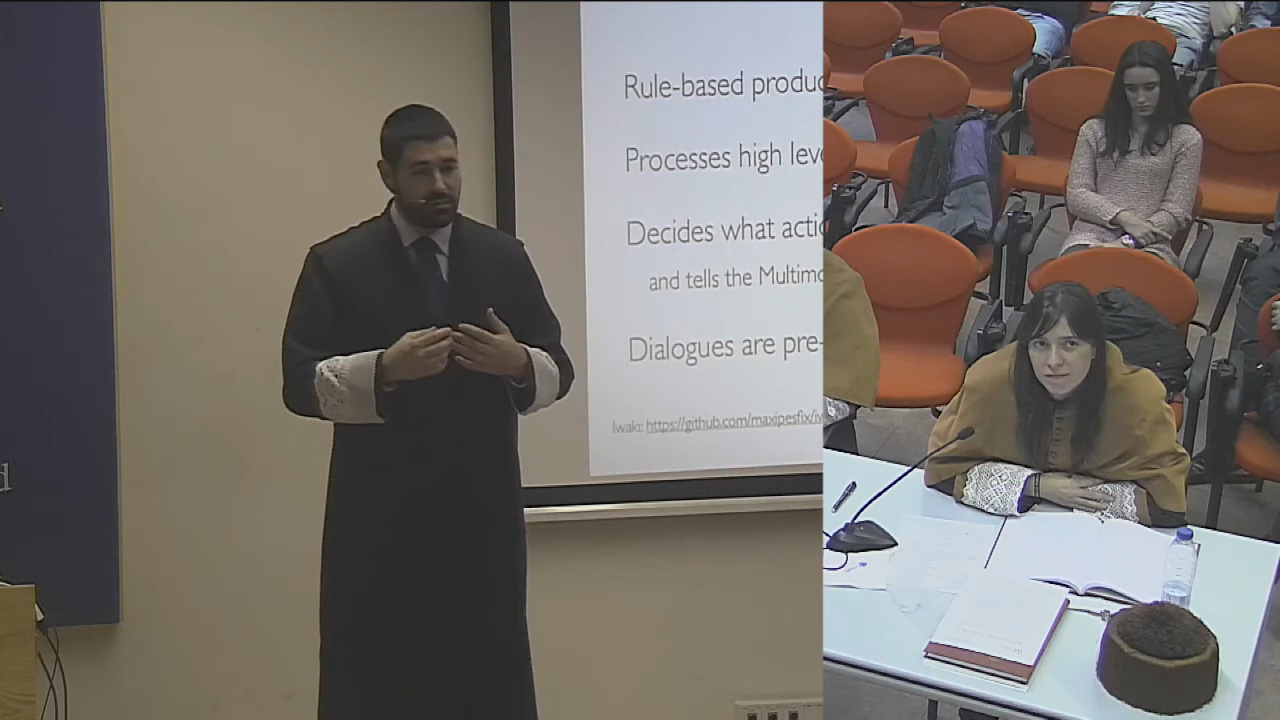 Rule-based produc
Processes high leve
Decides what actio
and tells the Multimo
Dialogues are pre-
Iwaki: https://github.com/maxipesfix/iw
d